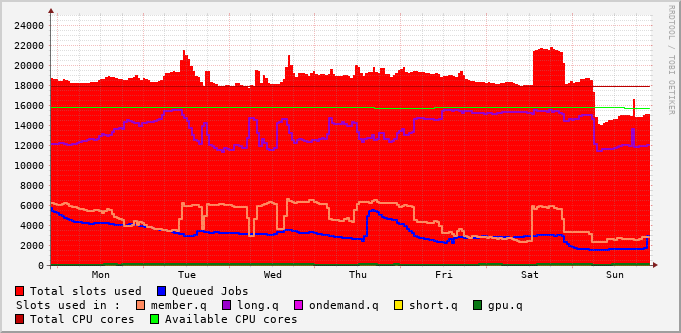 RRDTOOL / TOBI OETIKER
24000
22000
20000
18000
16000
14000
12000
10000
8000
6000
4000
2000
0
Mon Tue Wed Thu Fri Sat Sun
Total slots used Queued Jobs
Slots used in : member.q long.q ondemand.q short.q gpu.q
Total CPU cores Available CPU cores